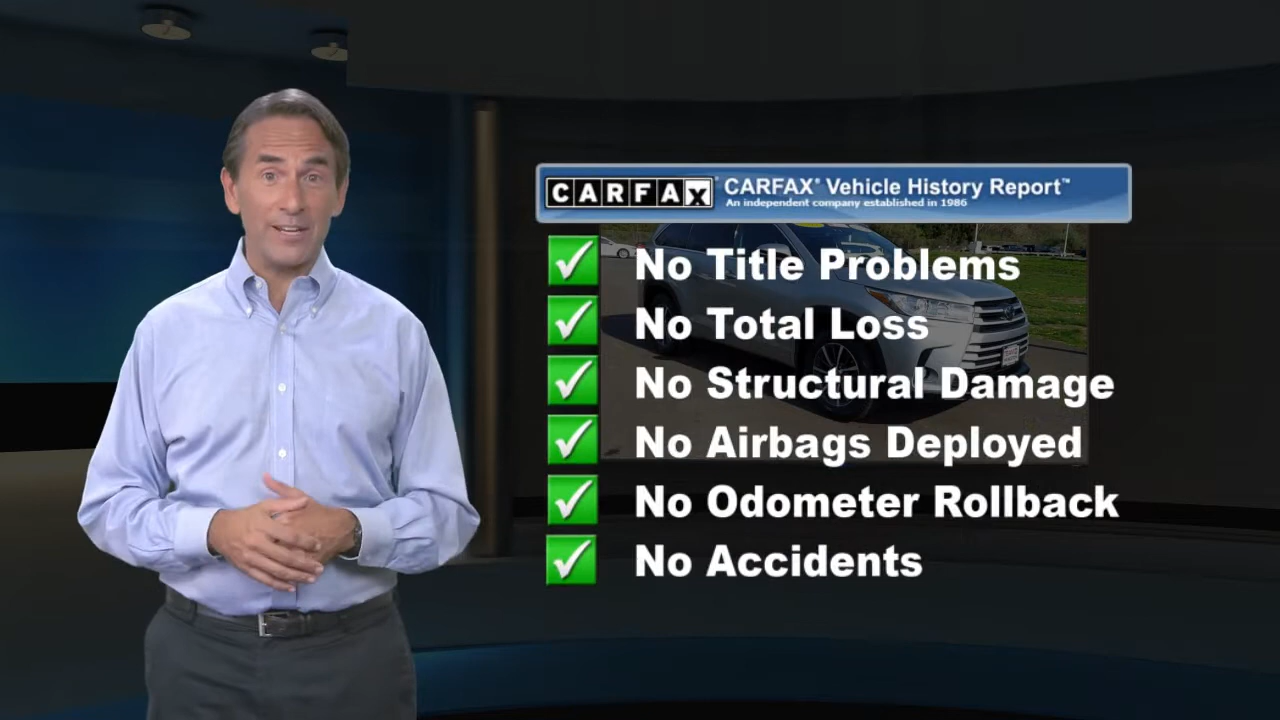 CARFAX® CARFAX® Vehicle History Report™
An independent company established in 1986
No Title Problems
No Total Loss
No Structural Damage
No Airbags Deployed
No Odometer Rollback
No Accidents